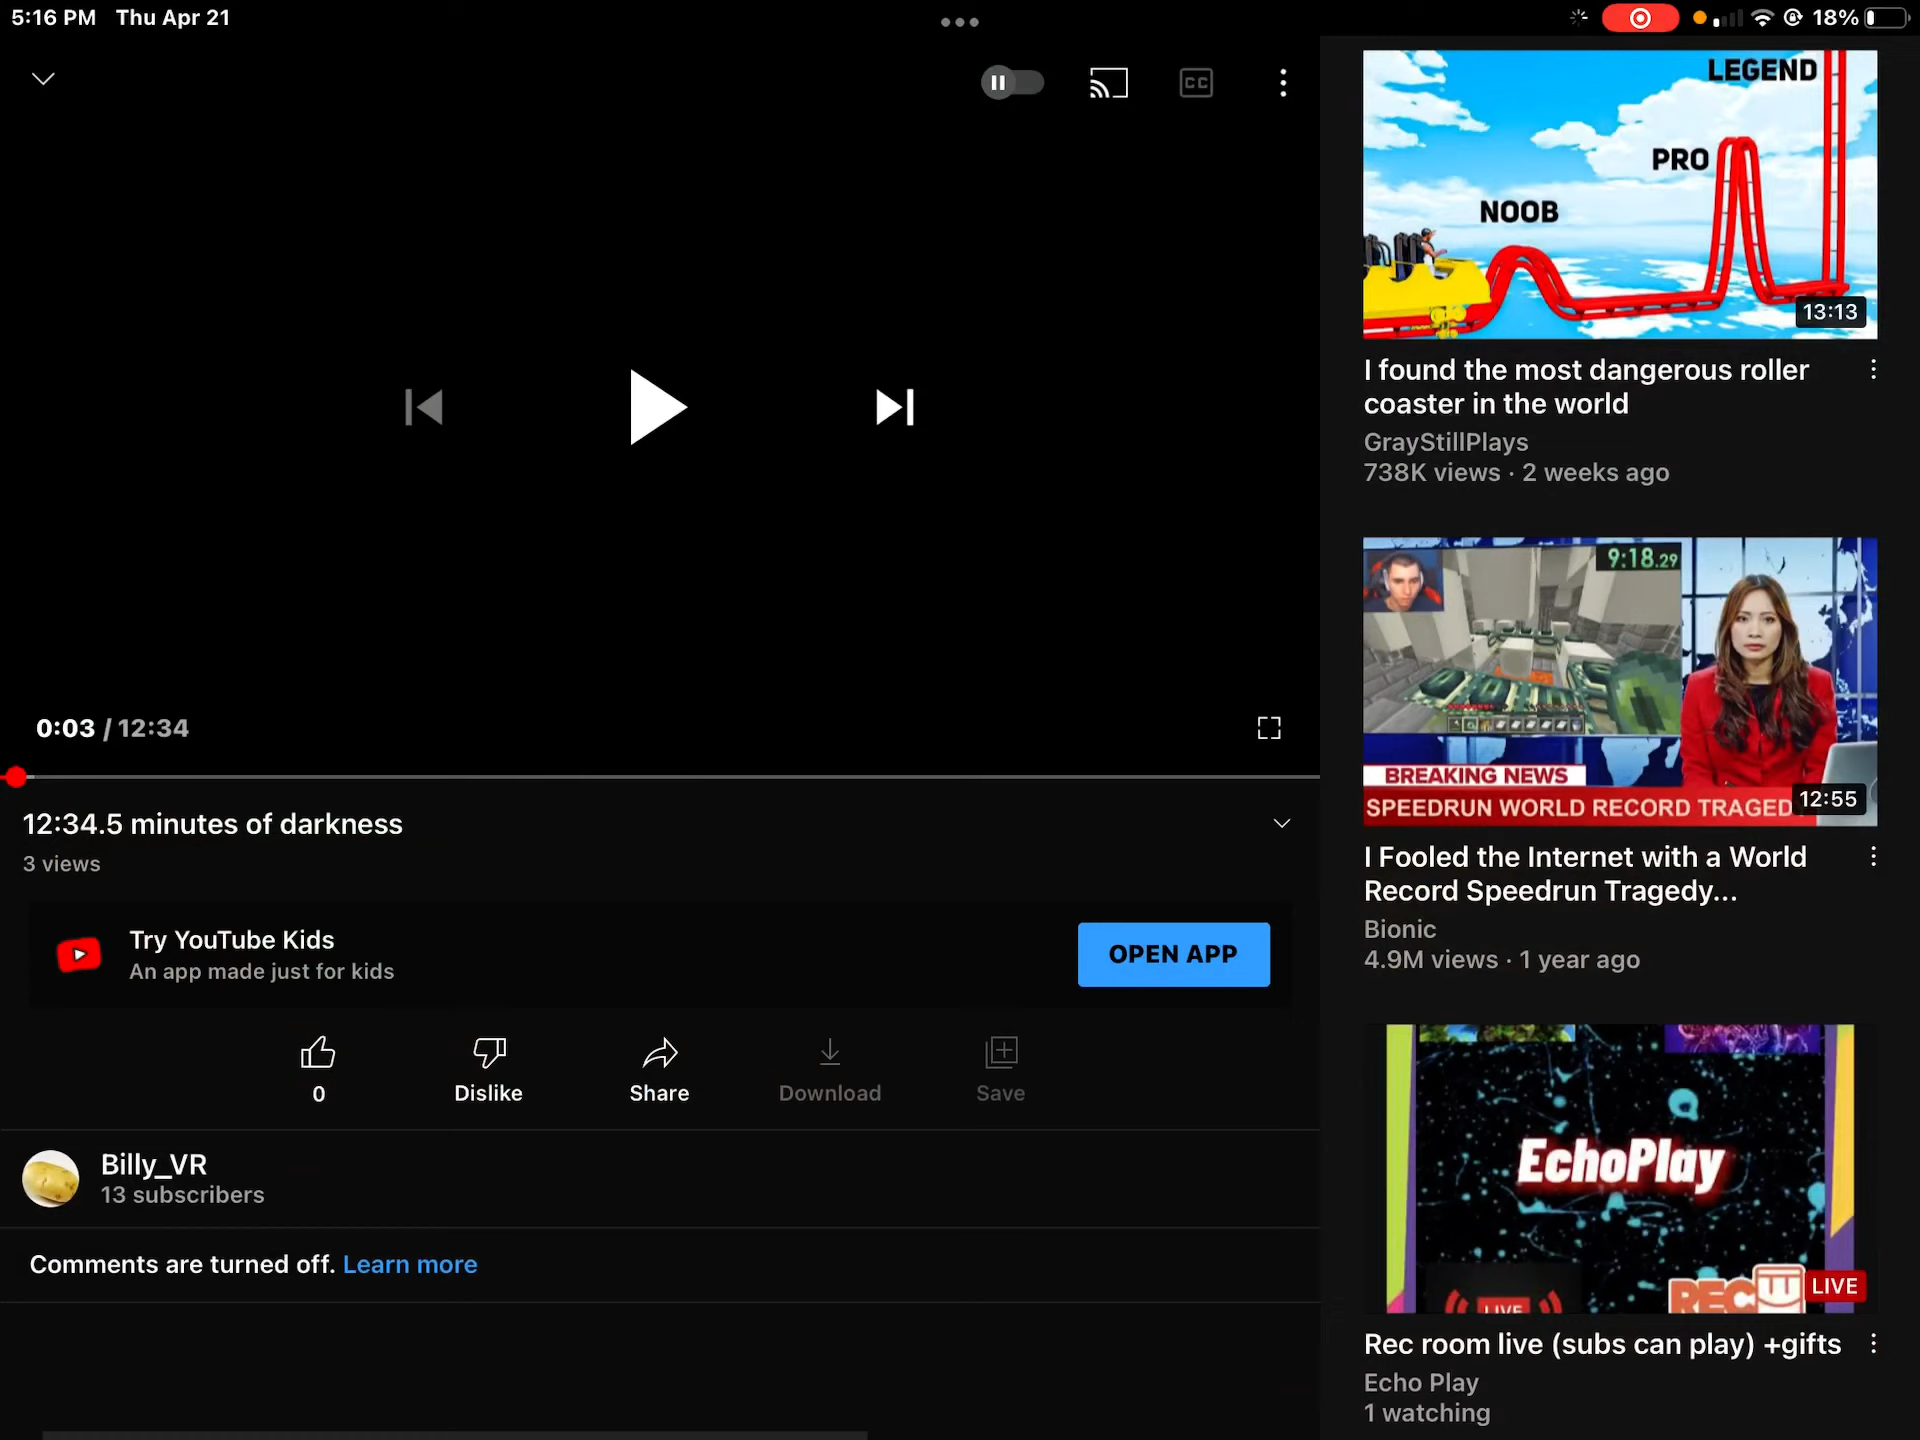 5:16 PM Thu Apr 21
18%
CC
0:03 / 12:34
12:34.5 minutes of darkness
3 views
Try YouTube Kids
An app made just for kids
OPEN APP
0
Dislike
Share
Download
Save
Billy_VR
13 subscribers
Comments are turned off. Learn more
LEGEND
PRO
NOOB
13:13
I found the most dangerous roller
coaster in the world
GrayStillPlays
738K views · 2 weeks ago
9:18.29
BREAKING NEWS
SPEEDRUN WORLD RECORD TRAGED
12:55
I Fooled the Internet with a World
Record Speedrun Tragedy...
Bionic
4.9M views · 1 year ago
EchoPlay
LIVE
REC
LIVE
Rec room live (subs can play) +gifts
Echo Play
1 watching